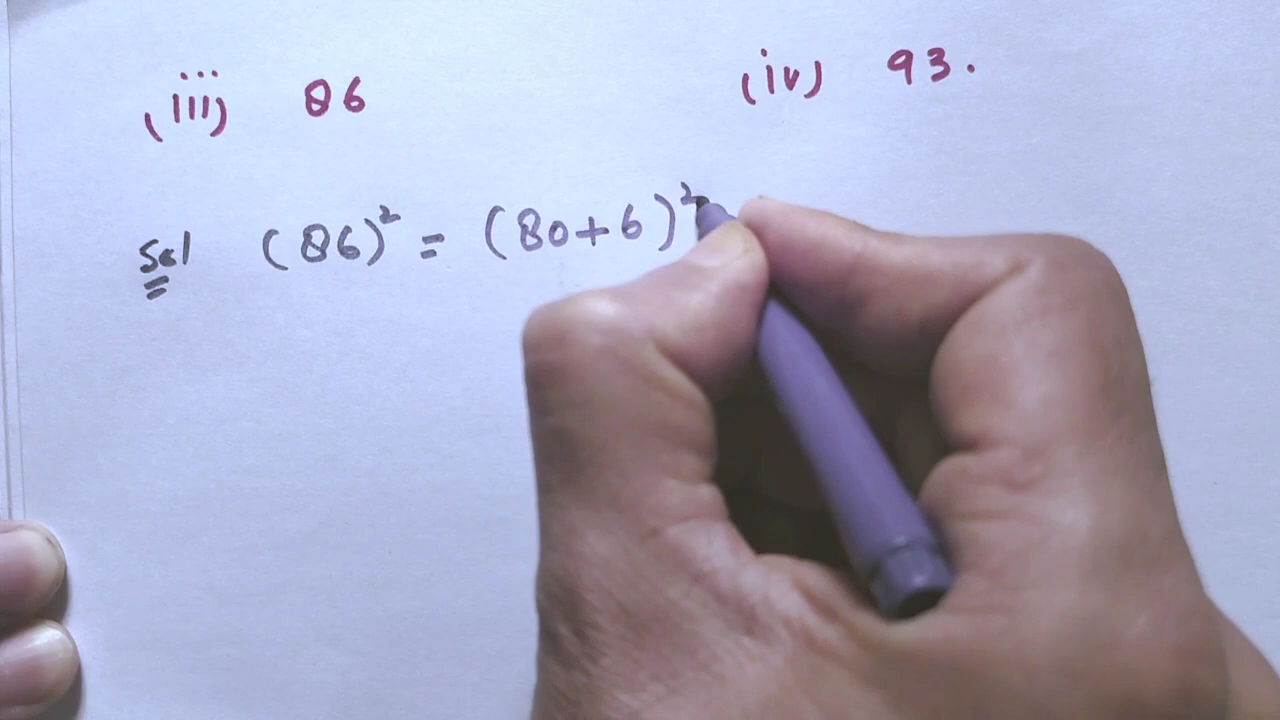 (iii) 86 (iv) 93.
Sol (86)² = (80+6)²